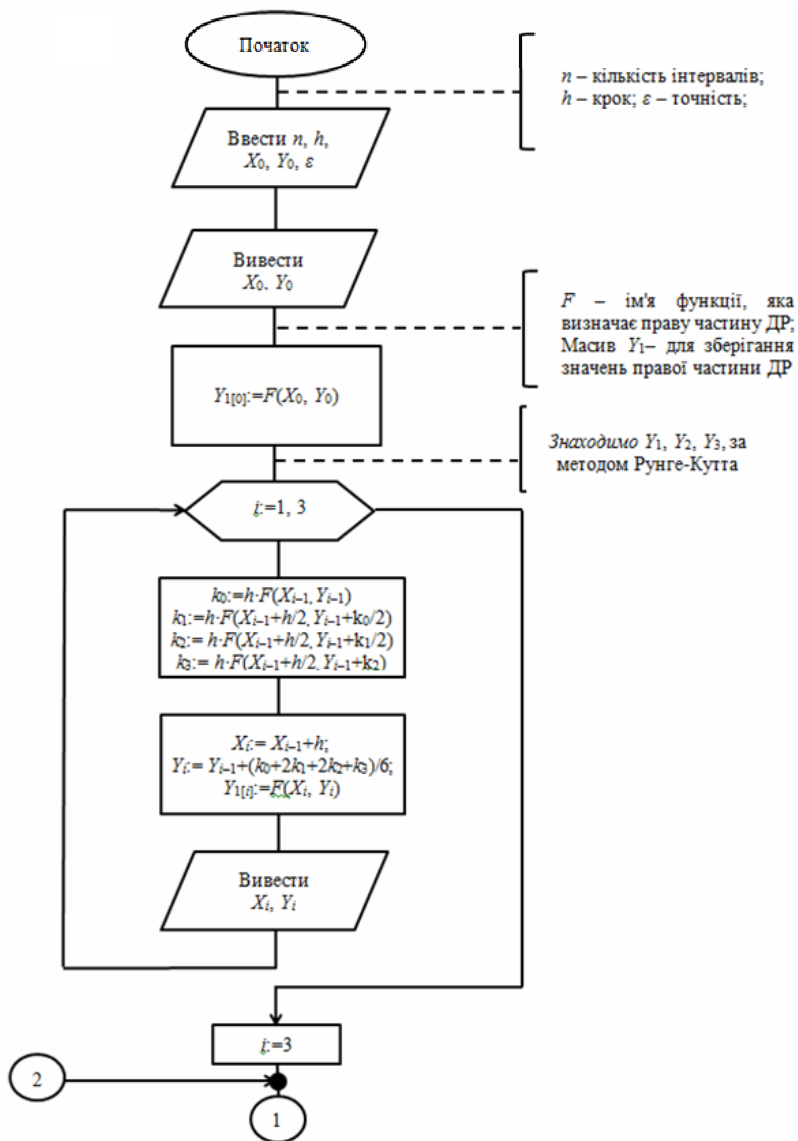 Початок
n – кількість інтервалів;
h – крок; ε – точність;
Ввести n, h,
X₀, Y₀, ε
Вивести
X₀, Y₀
F – ім'я функції, яка
визначає праву частину ДР;
Масив Y₁– для зберігання
значень правої частини ДР
Y₁[₀]:=F(X₀, Y₀)
Знаходимо Y₁, Y₂, Y₃, за
методом Рунге-Кутта
i:=1, 3
k₀:=h·F(Xᵢ₋₁, Yᵢ₋₁)
k₁:=h·F(Xᵢ₋₁+h/2, Yᵢ₋₁+k₀/2)
k₂:= h·F(Xᵢ₋₁+h/2, Yᵢ₋₁+k₁/2)
k₃:= h·F(Xᵢ₋₁+h/2, Yᵢ₋₁+k₂)
Xᵢ:= Xᵢ₋₁+h;
Yᵢ:= Yᵢ₋₁+(k₀+2k₁+2k₂+k₃)/6;
Y₁[ᵢ]:=F(Xᵢ, Yᵢ)
Вивести
Xᵢ, Yᵢ
i:=3
2
1